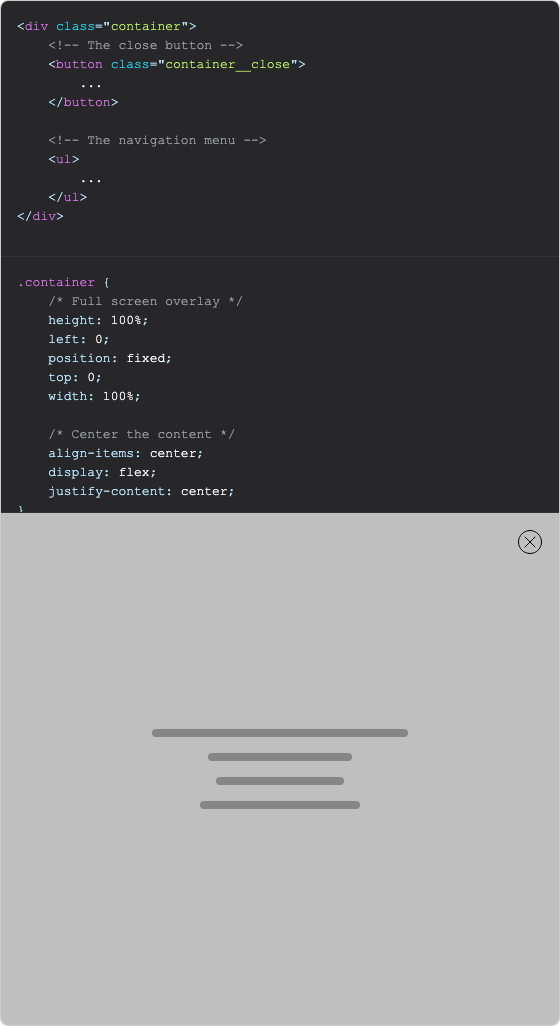 <div class="container">
    <!-- The close button -->
    <button class="container__close">
        ...
    </button>

    <!-- The navigation menu -->
    <ul>
        ...
    </ul>
</div>

.container {
    /* Full screen overlay */
    height: 100%;
    left: 0;
    position: fixed;
    top: 0;
    width: 100%;

    /* Center the content */
    align-items: center;
    display: flex;
    justify-content: center;
}